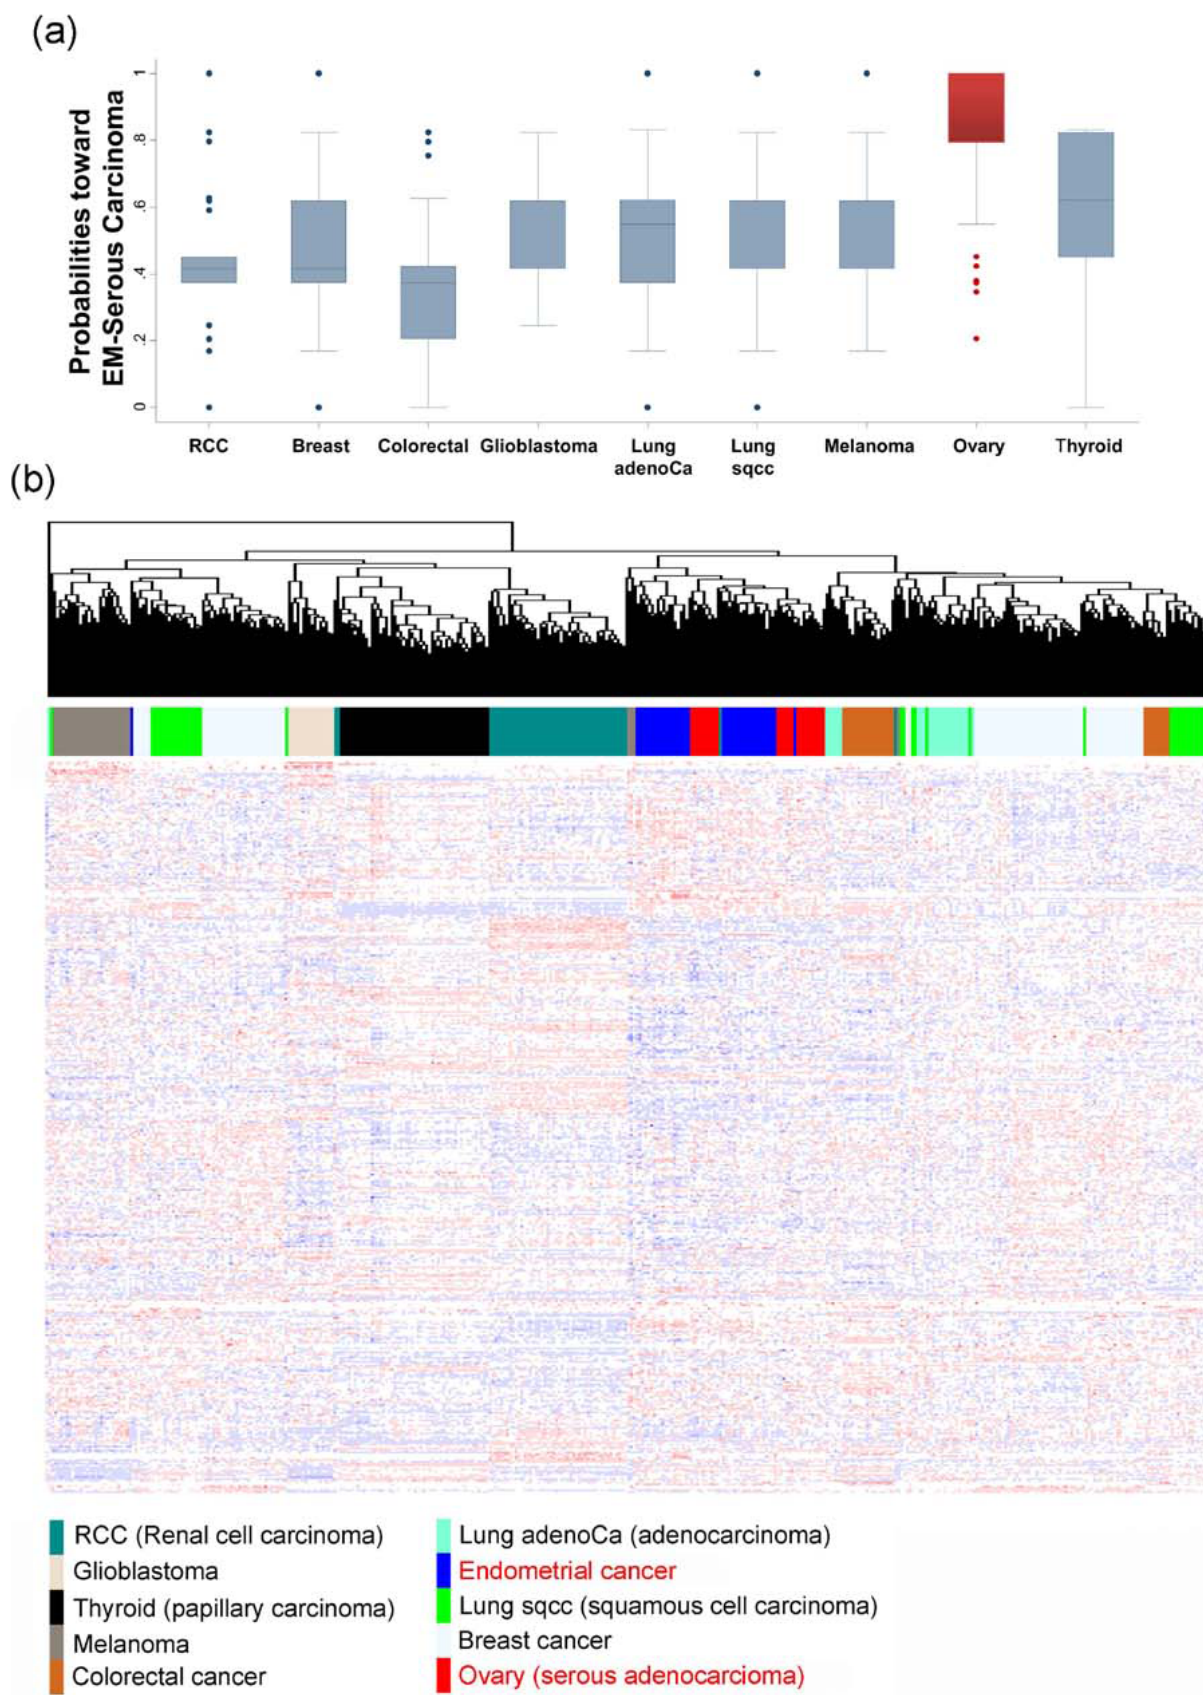 (a)
Probabilities toward
EM-Serous Carcinoma
1
.8
.6
.4
.2
0
RCC
Breast
Colorectal
Glioblastoma
Lung
adenoCa
Lung
sqcc
Melanoma
Ovary
Thyroid
(b)
RCC (Renal cell carcinoma)
Glioblastoma
Thyroid (papillary carcinoma)
Melanoma
Colorectal cancer
Lung adenoCa (adenocarcinoma)
Endometrial cancer
Lung sqcc (squamous cell carcinoma)
Breast cancer
Ovary (serous adenocarcioma)